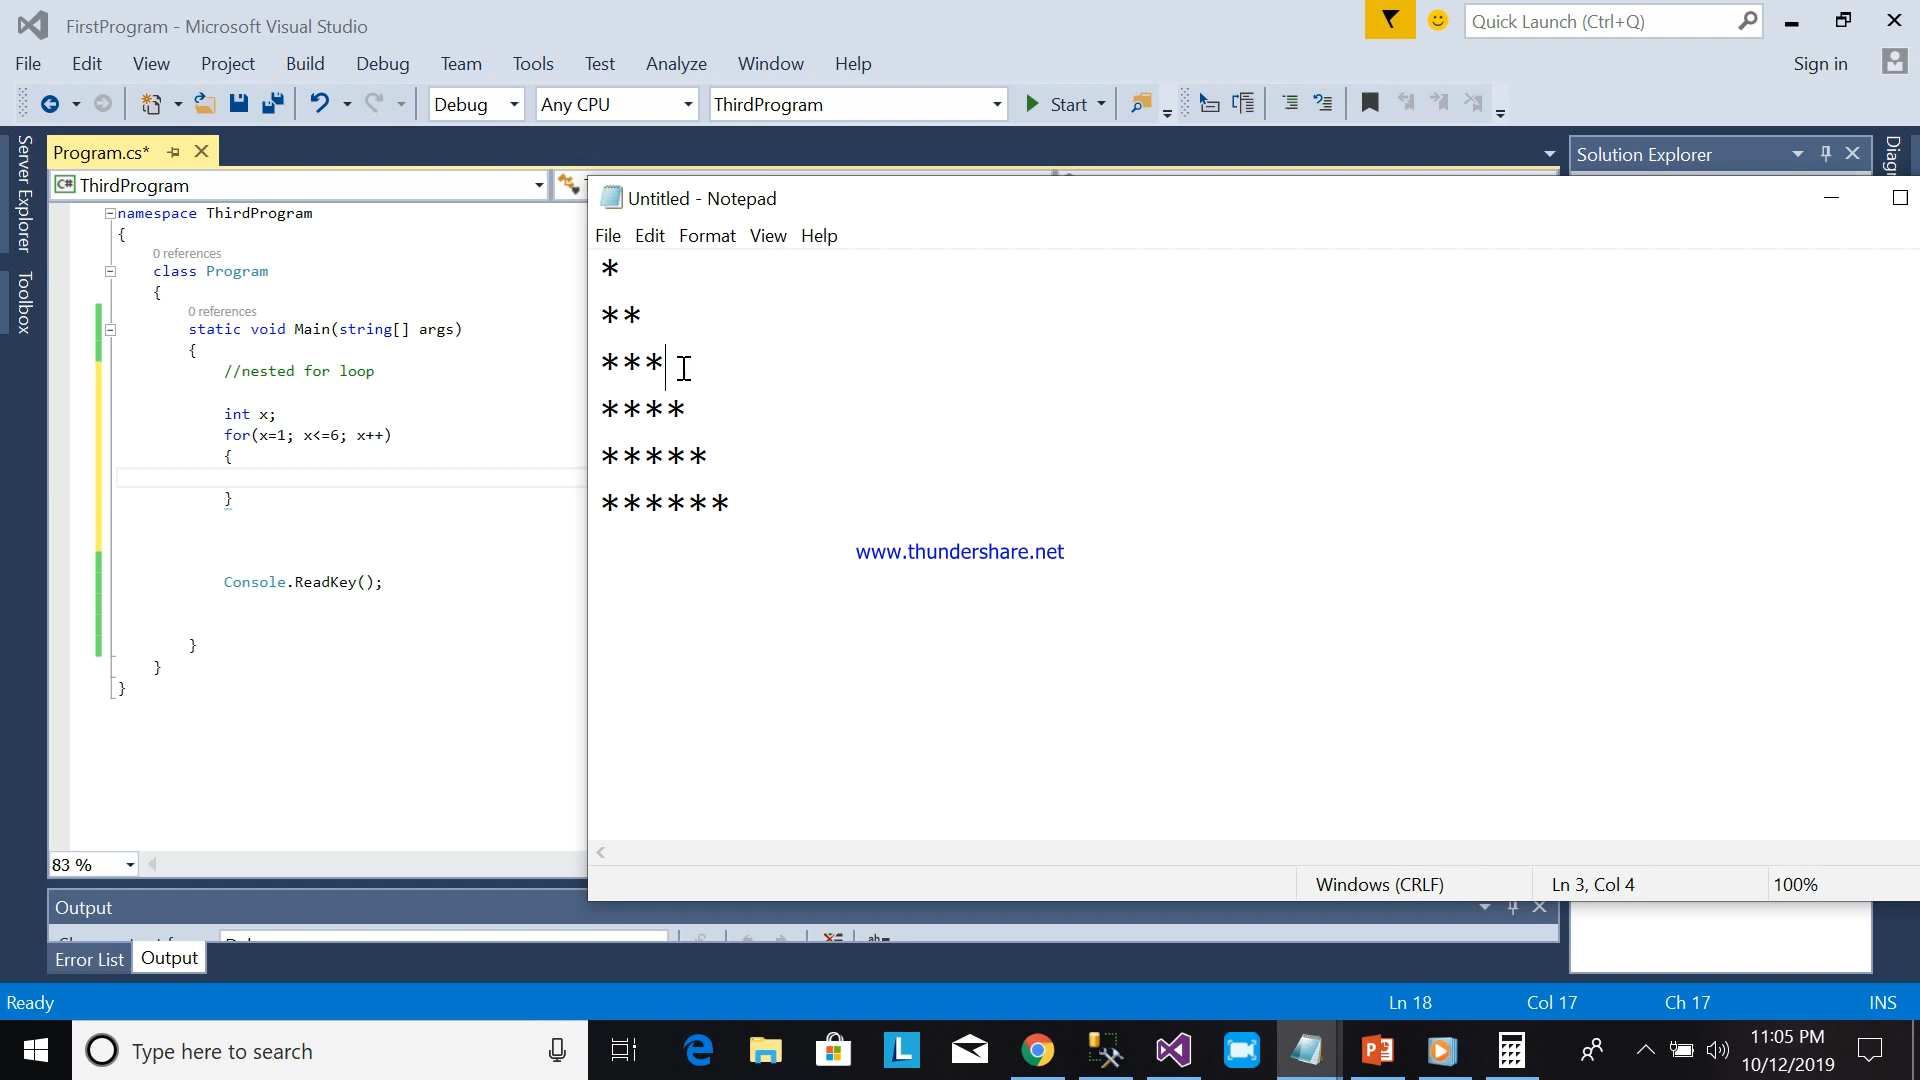 FirstProgram - Microsoft Visual Studio
Quick Launch (Ctrl+Q)
File Edit View Project Build Debug Team Tools Test Analyze Window Help
Sign in
Debug
Any CPU
ThirdProgram
Start
Server Explorer
Toolbox
Program.cs*
Solution Explorer
ThirdProgram
namespace ThirdProgram
{
0 references
class Program
{
0 references
static void Main(string[] args)
{
//nested for loop
int x;
for(x=1; x<=6; x++)
{
}
Console.ReadKey();
}
}
}
83 %
Untitled - Notepad
File Edit Format View Help
*
**
***
****
*****
******
www.thundershare.net
Windows (CRLF)
Ln 3, Col 4
100%
Output
Error List
Output
Ready
Ln 18
Col 17
Ch 17
INS
Type here to search
11:05 PM
10/12/2019